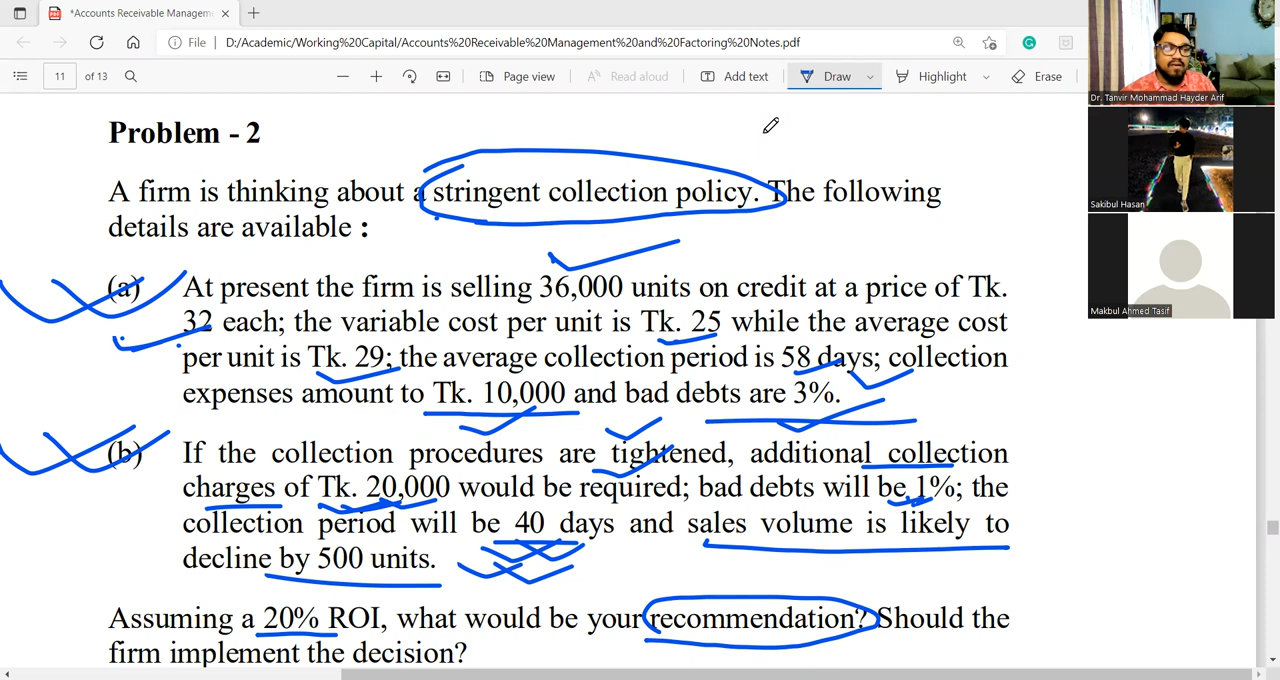 *Accounts Receivable Managem
File
D:/Academic/Working%20Capital/Accounts%20Receivable%20Management%20and%20Factoring%20Notes.pdf
11 of 13
Page view
Read aloud
Add text
Draw
Highlight
Erase
Dr. Tanvir Mohammad Hayder Arif
Sakibul Hasan
Makbul Ahmed Tasif
Problem - 2
A firm is thinking about a stringent collection policy. The following
details are available :
(a) At present the firm is selling 36,000 units on credit at a price of Tk.
32 each; the variable cost per unit is Tk. 25 while the average cost
per unit is Tk. 29; the average collection period is 58 days; collection
expenses amount to Tk. 10,000 and bad debts are 3%.
(b) If the collection procedures are tightened, additional collection
charges of Tk. 20,000 would be required; bad debts will be 1%; the
collection period will be 40 days and sales volume is likely to
decline by 500 units.
Assuming a 20% ROI, what would be your recommendation? Should the
firm implement the decision?